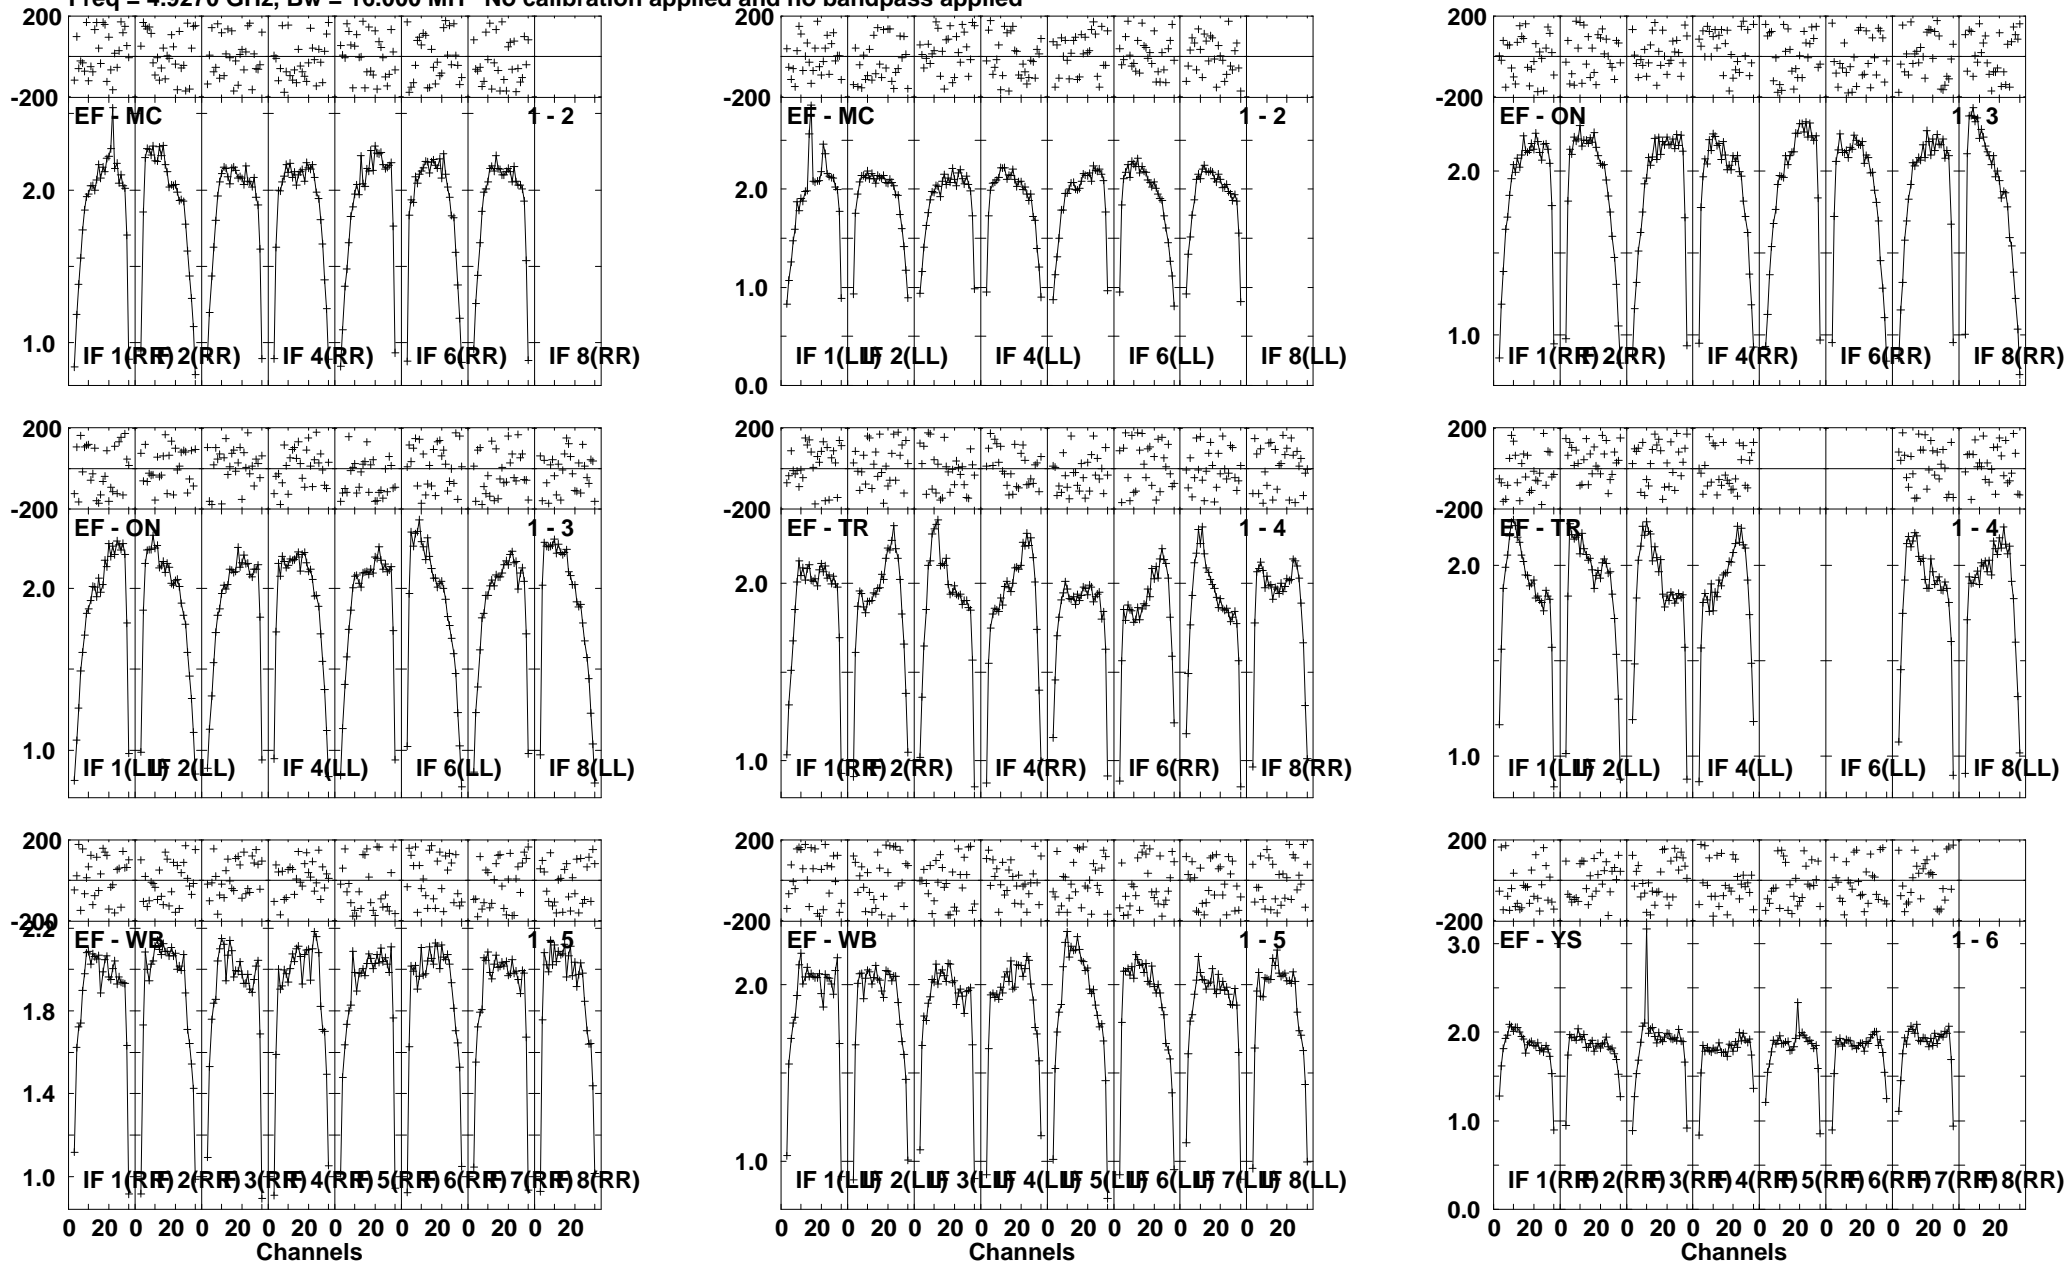 Freq = 4.9276 GHz, Bw = 16.000 MH No calibration applied and no bandpass applied
200
-200
EF - MC 1 - 2
2.0
1.0
IF 1(RR) IF 2(RR) IF 4(RR) IF 6(RR) IF 8(RR)
200
-200
EF - MC 1 - 2
2.0
1.0
IF 1(LL) IF 2(LL) IF 4(LL) IF 6(LL) IF 8(LL)
0.0
200
-200
EF - ON 1 - 3
2.0
1.0
IF 1(RR) IF 2(RR) IF 4(RR) IF 6(RR) IF 8(RR)
200
-200
EF - ON 1 - 3
2.0
1.0
IF 1(LL) IF 2(LL) IF 4(LL) IF 6(LL) IF 8(LL)
200
-200
EF - TR 1 - 4
2.0
1.0
IF 1(RR) IF 2(RR) IF 4(RR) IF 6(RR) IF 8(RR)
200
-200
EF - TR 1 - 4
2.0
1.0
IF 1(LL) IF 2(LL) IF 4(LL) IF 6(LL) IF 8(LL)
200
-200
2.2
EF - WB 1 - 5
1.8
1.4
1.0
IF 1(RR) IF 2(RR) IF 3(RR) IF 4(RR) IF 5(RR) IF 6(RR) IF 7(RR) IF 8(RR)
0 20 0 20 0 20 0 20 0 20 0 20 0 20 0 20
Channels
200
-200
EF - WB 1 - 5
2.0
1.0
IF 1(LL) IF 2(LL) IF 3(LL) IF 4(LL) IF 5(LL) IF 6(LL) IF 7(LL) IF 8(LL)
0 20 0 20 0 20 0 20 0 20 0 20 0 20 0 20
Channels
200
-200
EF - YS 1 - 6
3.0
2.0
1.0
IF 1(RR) IF 2(RR) IF 3(RR) IF 4(RR) IF 5(RR) IF 6(RR) IF 7(RR) IF 8(RR)
0.0
0 20 0 20 0 20 0 20 0 20 0 20 0 20 0 20
Channels